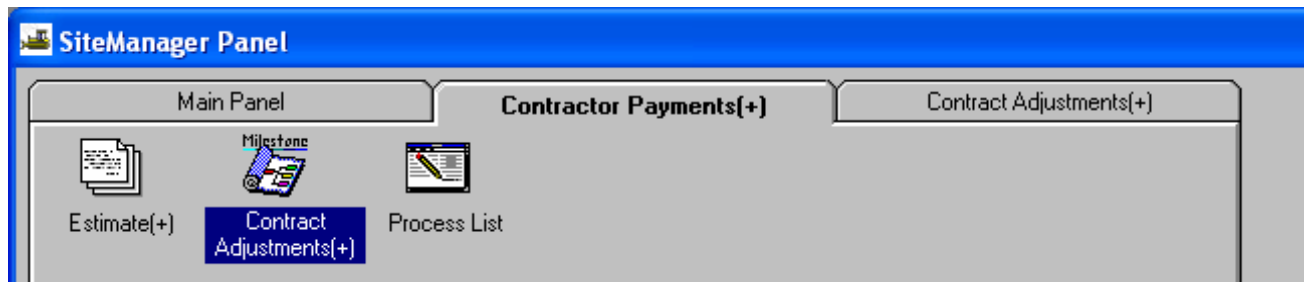 SiteManager Panel
Main Panel
Contractor Payments(+)
Contract Adjustments(+)
Milestone
Estimate(+)
Contract
Adjustments(+)
Process List